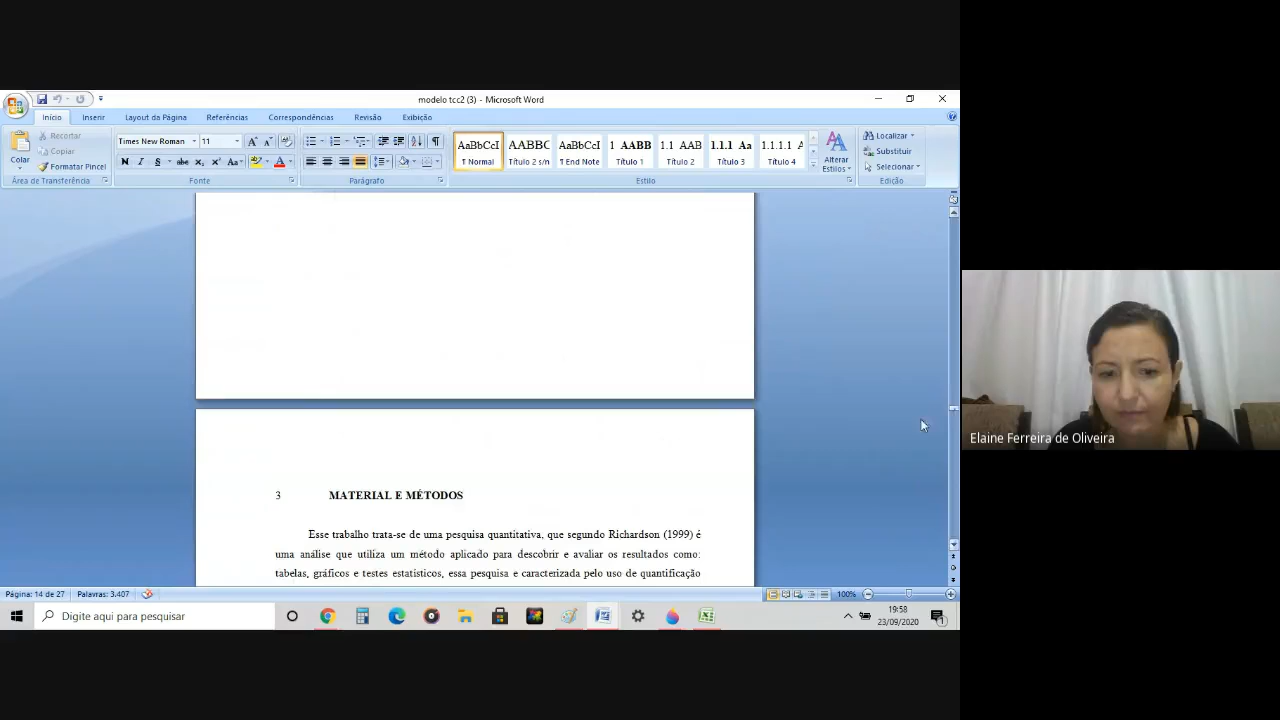 modelo tcc2 (3) - Microsoft Word
Início Inserir Layout da Página Referências Correspondências Revisão Exibição
Colar
Recortar
Copiar
Formatar Pincel
Área de Transferência
Times New Roman 11
N I S abc x₂ x² Aa
Fonte
Parágrafo
AaBbCcI AABBC AaBbCcI 1 AABB 1.1 AAB 1.1.1 Aa 1.1.1.1 A
¶ Normal Título 2 s/n ¶ End Note Título 1 Título 2 Título 3 Título 4
Alterar
Estilos
Estilo
Localizar
Substituir
Selecionar
Edição
3 MATERIAL E MÉTODOS
Esse trabalho trata-se de uma pesquisa quantitativa, que segundo Richardson (1999) é
uma análise que utiliza um método aplicado para descobrir e avaliar os resultados como:
tabelas, gráficos e testes estatísticos, essa pesquisa e caracterizada pelo uso de quantificação
Página: 14 de 27 Palavras: 3.407
100%
Digite aqui para pesquisar
19:58
23/09/2020
1
Elaine Ferreira de Oliveira